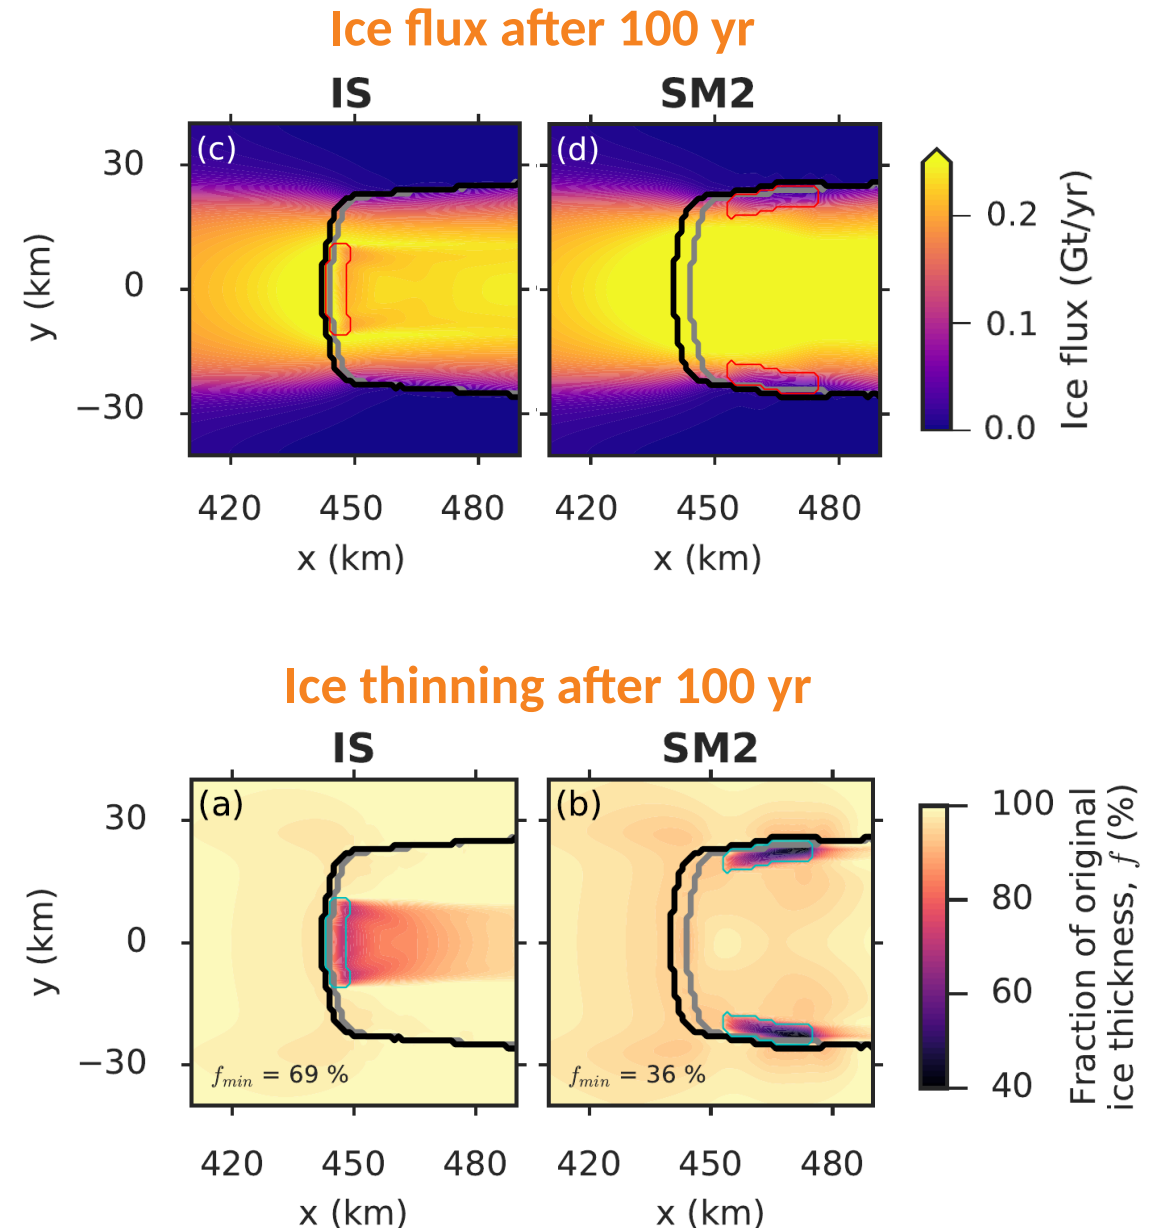 Ice flux after 100 yr
IS
SM2
(c)
(d)
30
0
−30
y (km)
420
450
480
420
450
480
x (km)
x (km)
0.2
0.1
0.0
Ice flux (Gt/yr)
Ice thinning after 100 yr
IS
SM2
(a)
(b)
30
0
−30
y (km)
fmin = 69 %
fmin = 36 %
420
450
480
420
450
480
x (km)
x (km)
100
80
60
40
Fraction of original
ice thickness, f (%)